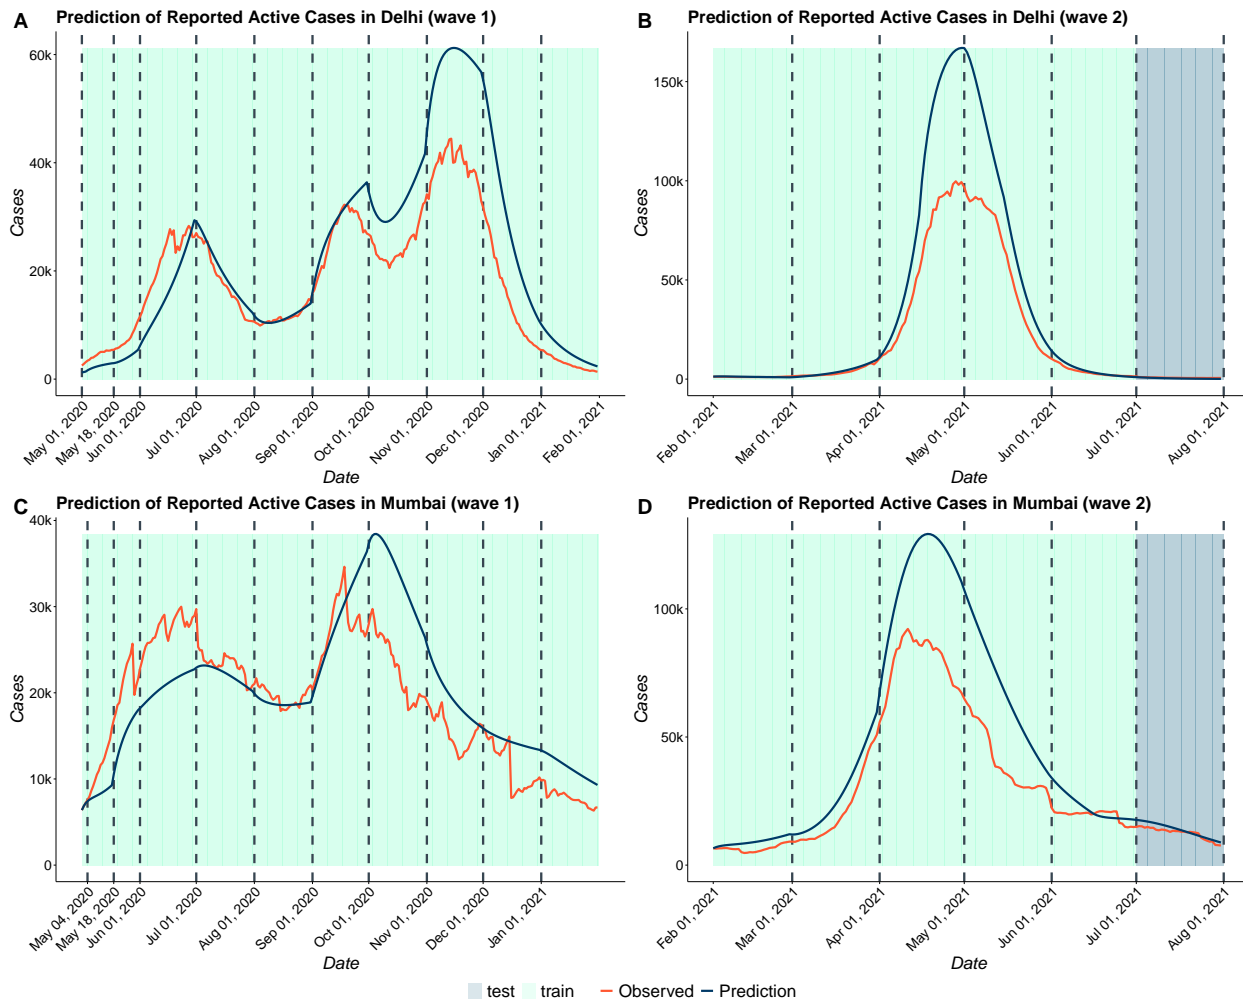 A Prediction of Reported Active Cases in Delhi (wave 1)
60k
40k
20k
0
Cases
May 01, 2020
May 18, 2020
Jun 01, 2020
Jul 01, 2020
Aug 01, 2020
Sep 01, 2020
Oct 01, 2020
Nov 01, 2020
Dec 01, 2020
Jan 01, 2021
Feb 01, 2021
Date
B Prediction of Reported Active Cases in Delhi (wave 2)
150k
100k
50k
0
Cases
Feb 01, 2021
Mar 01, 2021
Apr 01, 2021
May 01, 2021
Jun 01, 2021
Jul 01, 2021
Aug 01, 2021
Date
C Prediction of Reported Active Cases in Mumbai (wave 1)
40k
30k
20k
10k
0
Cases
May 04, 2020
May 18, 2020
Jun 01, 2020
Jul 01, 2020
Aug 01, 2020
Sep 01, 2020
Oct 01, 2020
Nov 01, 2020
Dec 01, 2020
Jan 01, 2021
Date
D Prediction of Reported Active Cases in Mumbai (wave 2)
100k
50k
0
Cases
Feb 01, 2021
Mar 01, 2021
Apr 01, 2021
May 01, 2021
Jun 01, 2021
Jul 01, 2021
Aug 01, 2021
Date
test train Observed Prediction